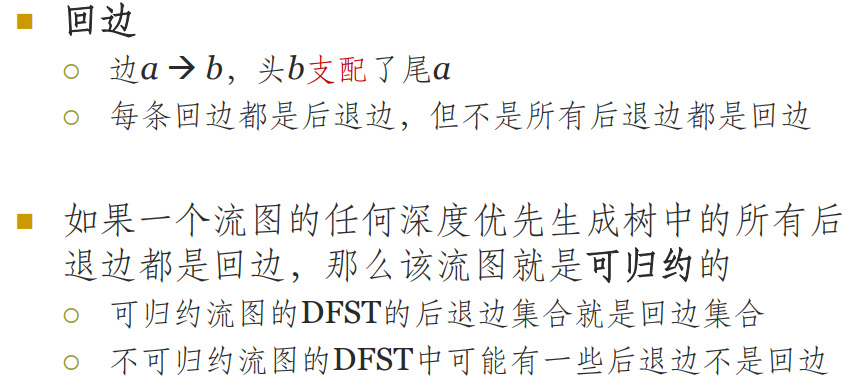 回边
边a → b，头b支配了尾a
每条回边都是后退边，但不是所有后退边都是回边
如果一个流图的任何深度优先生成树中的所有后
退边都是回边，那么该流图就是可归约的
可归约流图的DFST的后退边集合就是回边集合
不可归约流图的DFST中可能有一些后退边不是回边